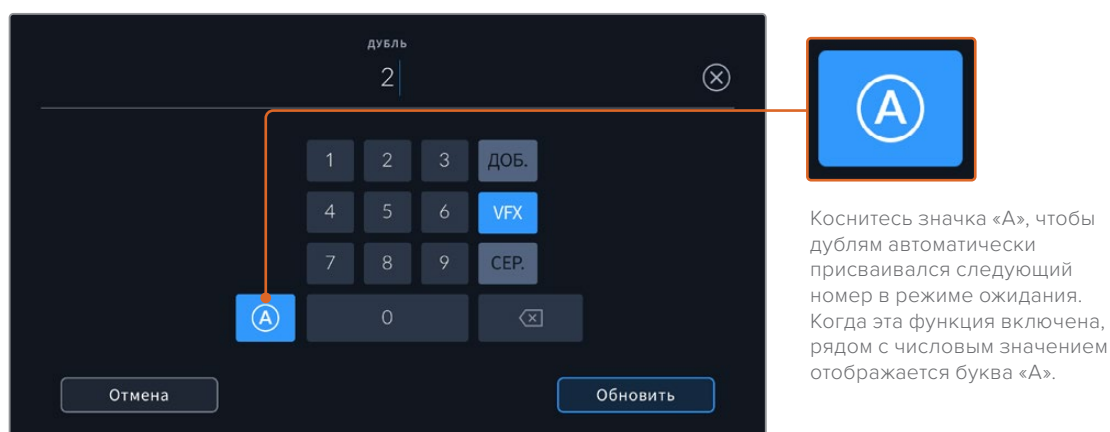 ДУБЛЬ
2
1 2 3 ДОБ.
4 5 6 VFX
7 8 9 СЕР.
A 0
Отмена Обновить
A
Коснитесь значка «А», чтобы
дублям автоматически
присваивался следующий
номер в режиме ожидания.
Когда эта функция включена,
рядом с числовым значением
отображается буква «А».